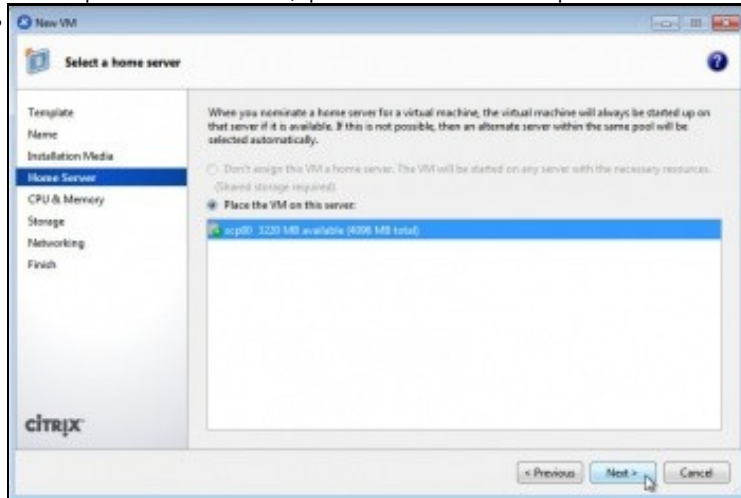 New VM
Select a home server
Template
Name
Installation Media
Home Server
CPU & Memory
Storage
Networking
Finish
When you nominate a home server for a virtual machine, the virtual machine will always be started up on
that server if it is available. If this is not possible, then an alternate server within the same pool will be
selected automatically.
Don't assign this VM a home server. The VM will be started on any server with the necessary resources.
(Shared storage required).
Place the VM on this server:
3220 MB available (4096 MB total)
CITRIX
< Previous
Next >
Cancel